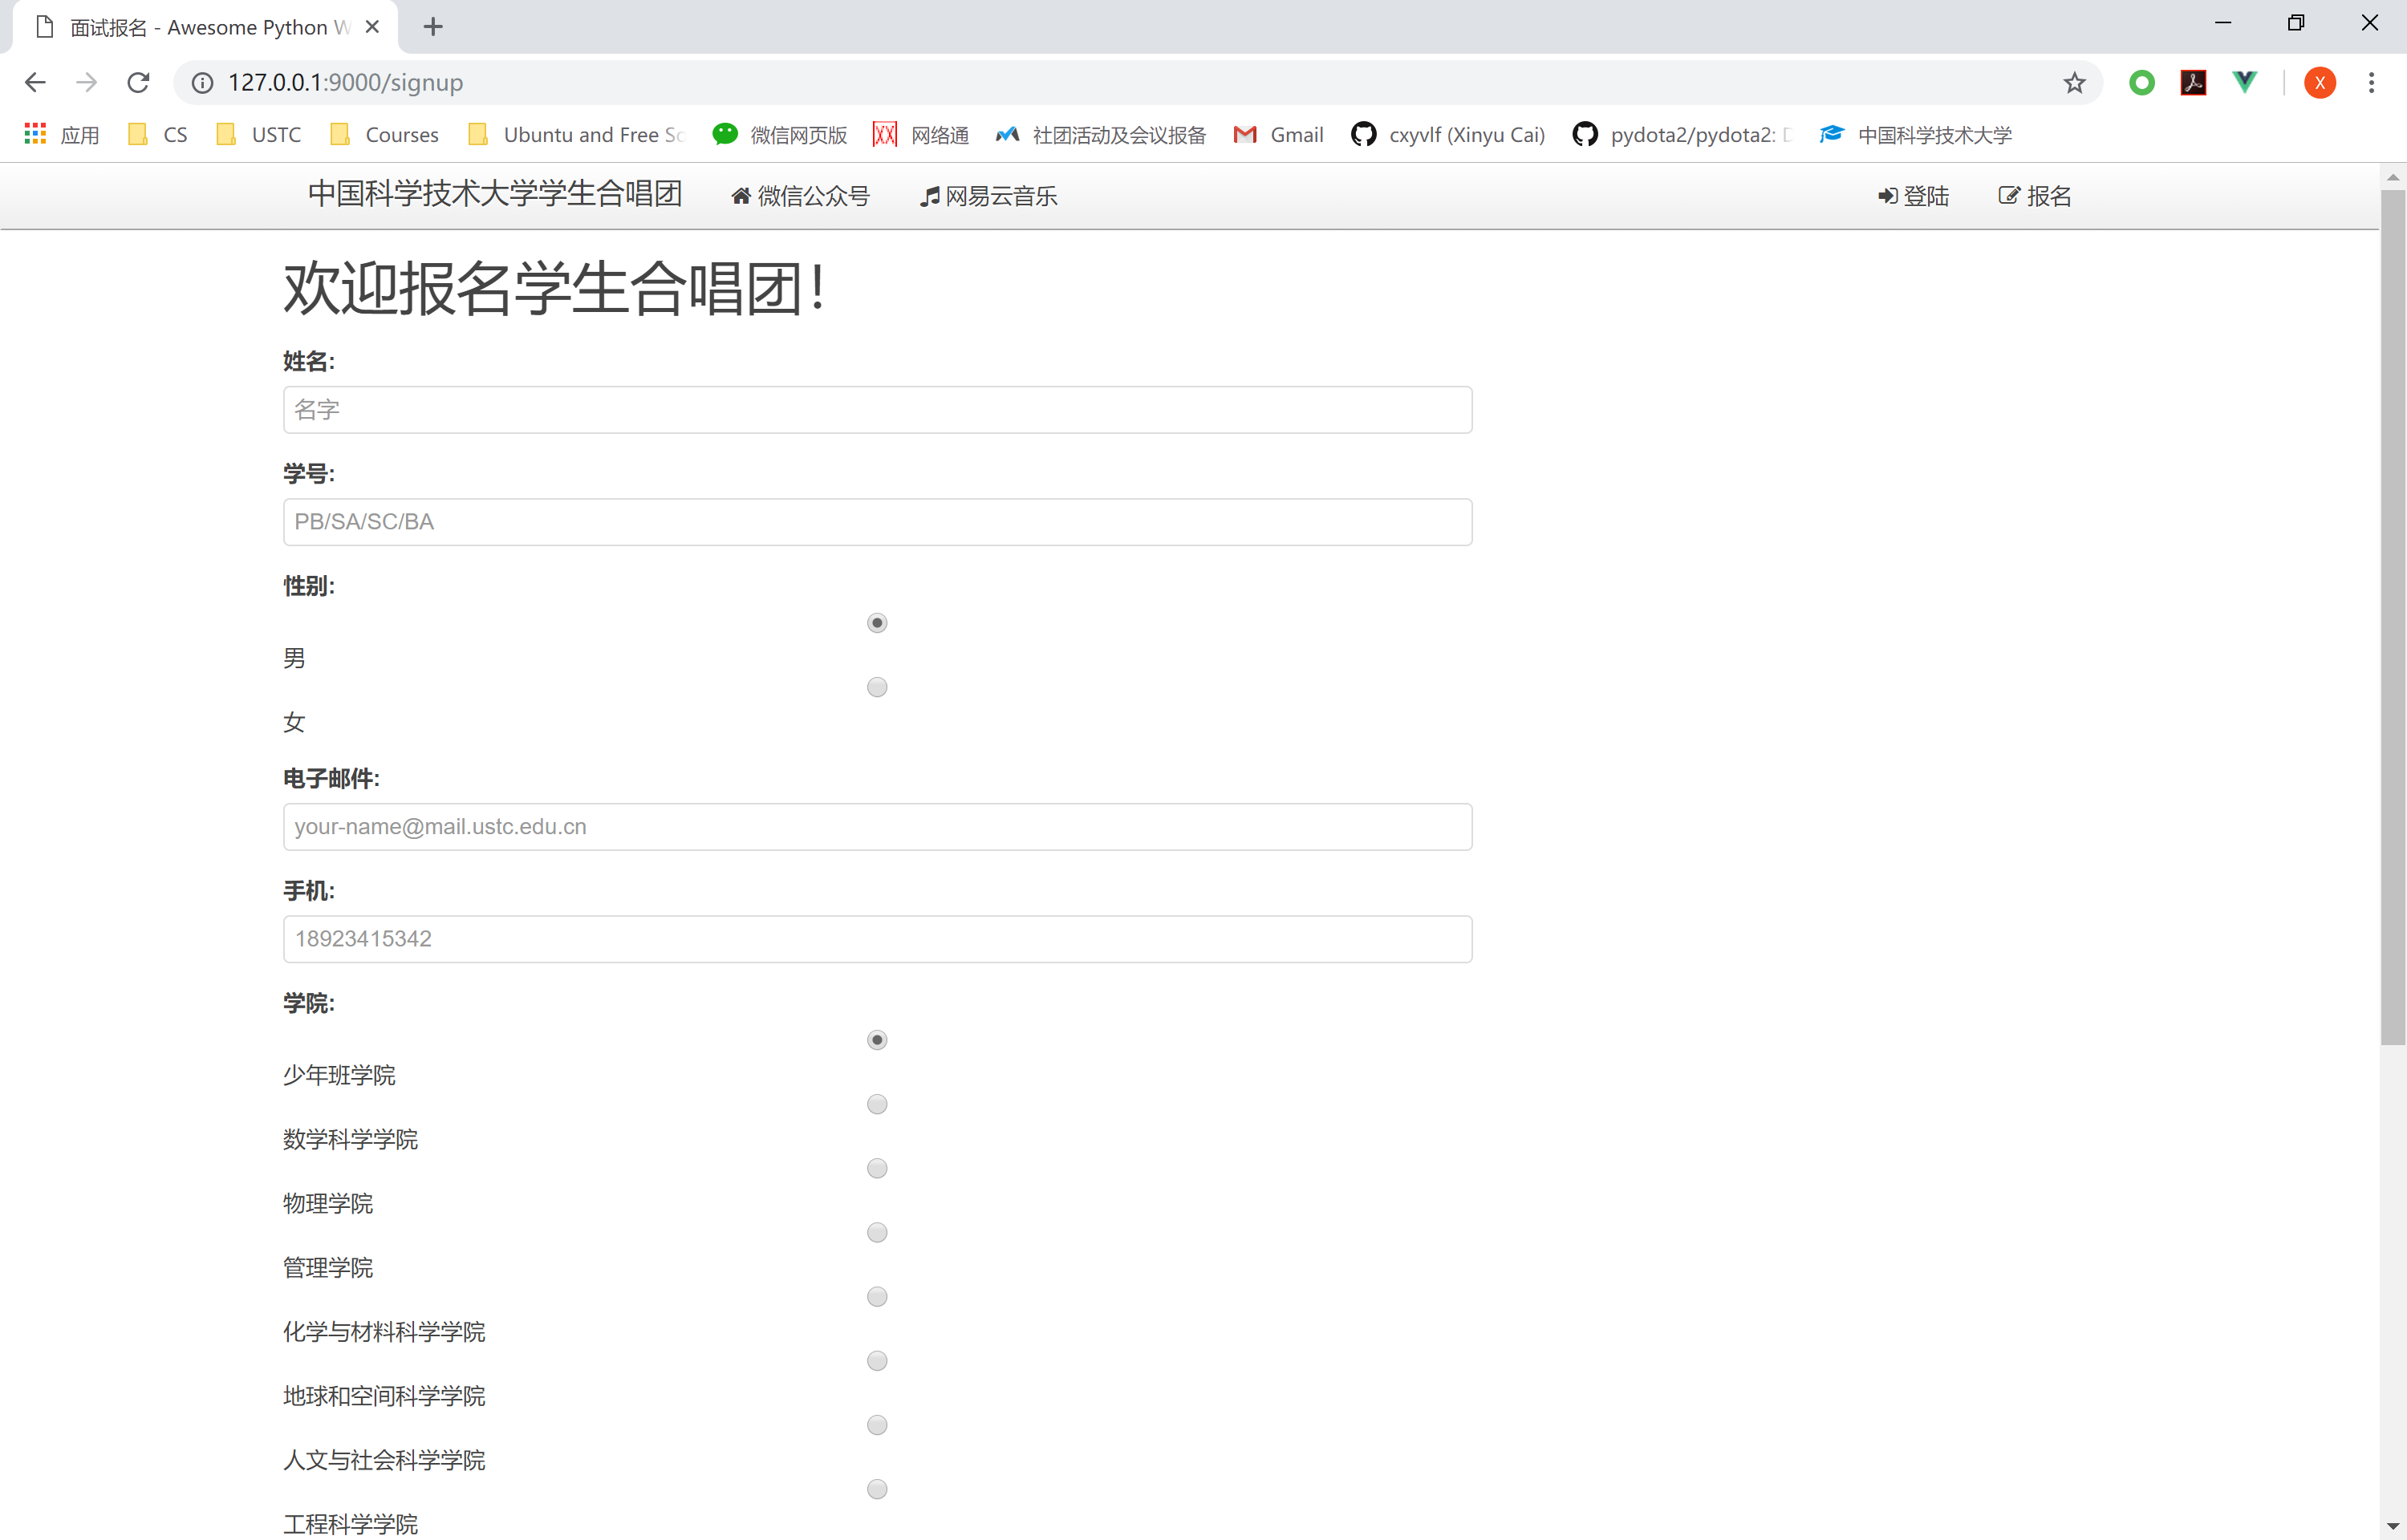 面试报名 - Awesome Python W
127.0.0.1:9000/signup
X
应用 CS USTC Courses Ubuntu and Free So 微信网页版 网络通 社团活动及会议报备 Gmail cxyvlf (Xinyu Cai) pydota2/pydota2: D 中国科学技术大学
中国科学技术大学学生合唱团 微信公众号 网易云音乐 登陆 报名
欢迎报名学生合唱团！
姓名:
名字
学号:
PB/SA/SC/BA
性别:
男
女
电子邮件:
your-name@mail.ustc.edu.cn
手机:
18923415342
学院:
少年班学院
数学科学学院
物理学院
管理学院
化学与材料科学学院
地球和空间科学学院
人文与社会科学学院
工程科学学院